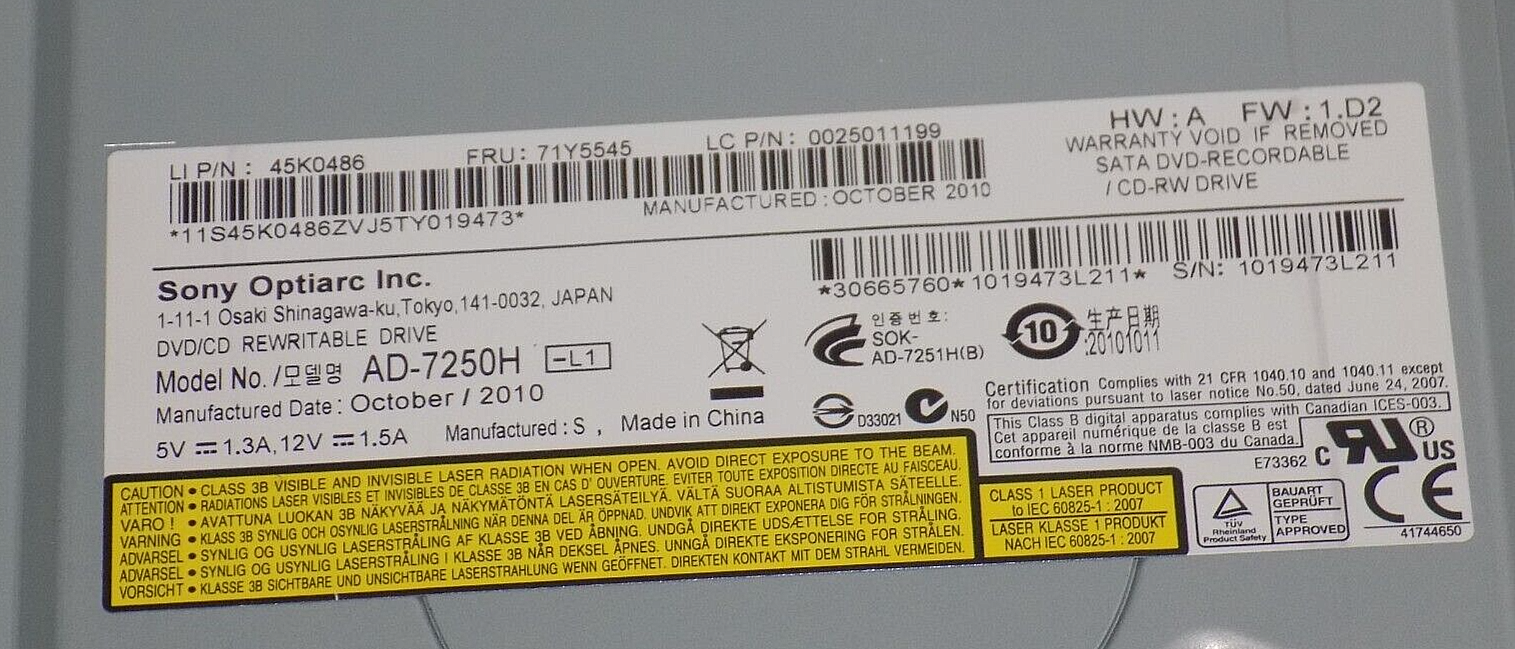 LI P/N : 45K0486 FRU: 71Y5545 LC P/N: 0025011199
*11S45K0486ZVJ5TY019473*
MANUFACTURED : OCTOBER 2010
HW : A FW : 1.D2
WARRANTY VOID IF REMOVED
SATA DVD-RECORDABLE
/ CD-RW DRIVE
Sony Optiarc Inc.
1-11-1 Osaki Shinagawa-ku,Tokyo,141-0032, JAPAN
DVD/CD REWRITABLE DRIVE
Model No. /모델명 AD-7250H -L1
Manufactured Date : October / 2010
5V 1.3A, 12V 1.5A Manufactured : S , Made in China
*30665760*1019473L211* S/N: 1019473L211
인증번호:
SOK-
AD-7251H(B)
10
生产日期
:20101011
D33021
N50
Certification Complies with 21 CFR 1040.10 and 1040.11 except
for deviations pursuant to laser notice No.50, dated June 24, 2007.
This Class B digital apparatus complies with Canadian ICES-003.
Cet appareil numérique de la classe B est
conforme à la norme NMB-003 du Canada.
E73362 C RU ® US
CAUTION • CLASS 3B VISIBLE AND INVISIBLE LASER RADIATION WHEN OPEN. AVOID DIRECT EXPOSURE TO THE BEAM.
ATTENTION • RADIATIONS LASER VISIBLES ET INVISIBLES DE CLASSE 3B EN CAS D' OUVERTURE. EVITER TOUTE EXPOSITION DIRECTE AU FAISCEAU.
VARO ! • AVATTUNA LUOKAN 3B NÄKYVÄÄ JA NÄKYMÄTÖNTÄ LASERSÄTEILYÄ. VÄLTÄ SUORAA ALTISTUMISTA SÄTEELLE.
VARNING • KLASS 3B SYNLIG OCH OSYNLIG LASERSTRÅLNING NÄR DENNA DEL ÄR ÖPPNAD. UNDVIK ATT DIREKT EXPONERA DIG FÖR STRÅLNINGEN.
ADVARSEL • SYNLIG OG USYNLIG LASERSTRÅLING AF KLASSE 3B VED ÅBNING. UNDGÅ DIREKTE UDSÆTTELSE FOR STRÅLING.
ADVARSEL • SYNLIG OG USYNLIG LASERSTRÅLING I KLASSE 3B NÅR DEKSEL ÅPNES. UNNGÅ DIREKTE EKSPONERING FOR STRÅLEN.
VORSICHT • KLASSE 3B SICHTBARE UND UNSICHTBARE LASERSTRAHLUNG WENN GEÖFFNET. DIREKTEN KONTAKT MIT DEM STRAHL VERMEIDEN.
CLASS 1 LASER PRODUCT
to IEC 60825-1 : 2007
LASER KLASSE 1 PRODUKT
NACH IEC 60825-1 : 2007
TÜV
Rheinland
Product Safety
BAUART
GEPRÜFT
TYPE
APPROVED
CE
41744650